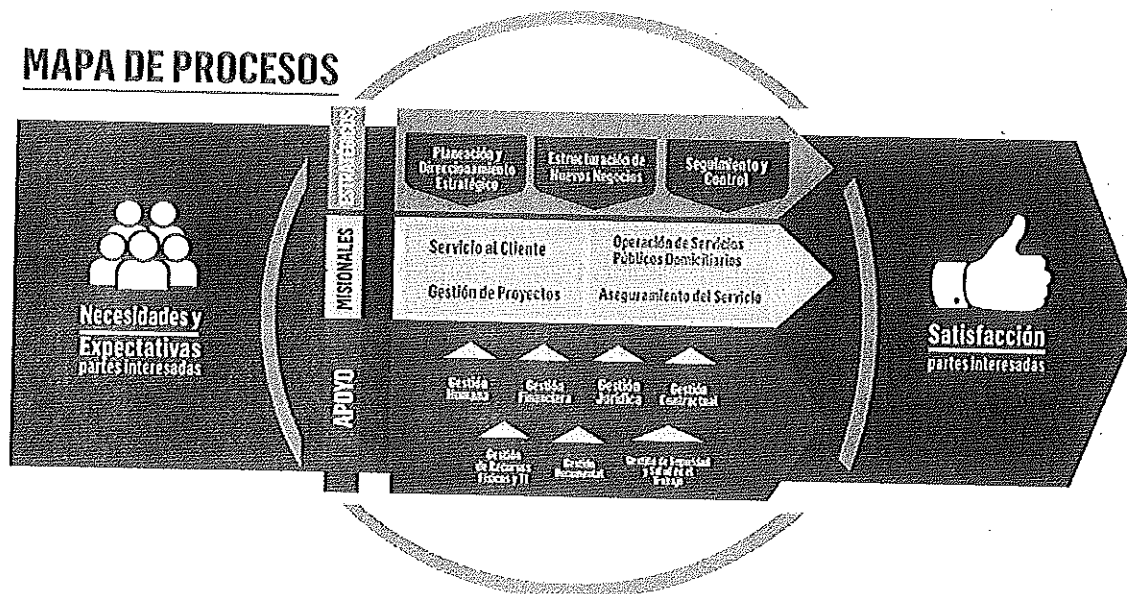 MAPA DE PROCESOS
ESTRATÉGICOS
Planeación y
Direccionamiento
Estratégico
Estructuración de
Nuevos Negocios
Seguimiento y
Control
MISIONALES
Servicio al Cliente
Operación de Servicios
Públicos Domiciliarios
Gestión de Proyectos
Aseguramiento del Servicio
Necesidades y
Expectativas
partes interesadas
Satisfacción
partes interesadas
APOYO
Gestión
Humana
Gestión
Financiera
Gestión
Jurídica
Gestión
Contractual
Gestión
de Recursos
Físicos y TI
Gestión
Documental
Gestión de Seguridad
y Salud en el
Trabajo